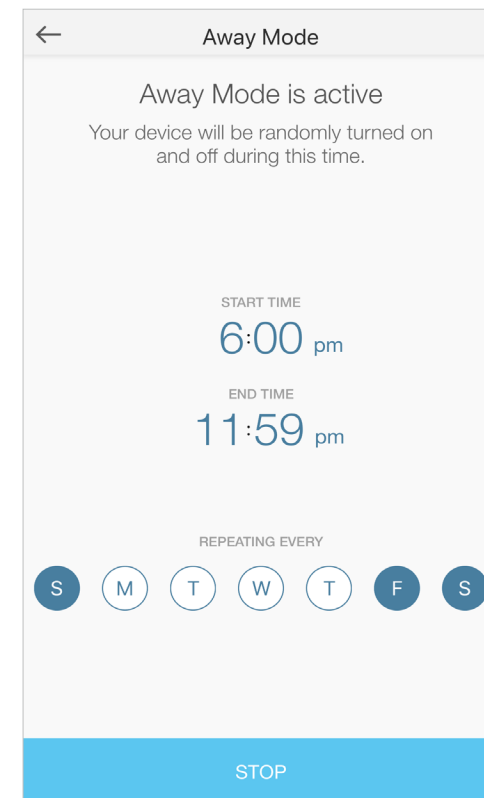 Away Mode
Away Mode is active
Your device will be randomly turned on
and off during this time.
START TIME
6:00 pm
END TIME
11:59 pm
REPEATING EVERY
S M T W T F S
STOP